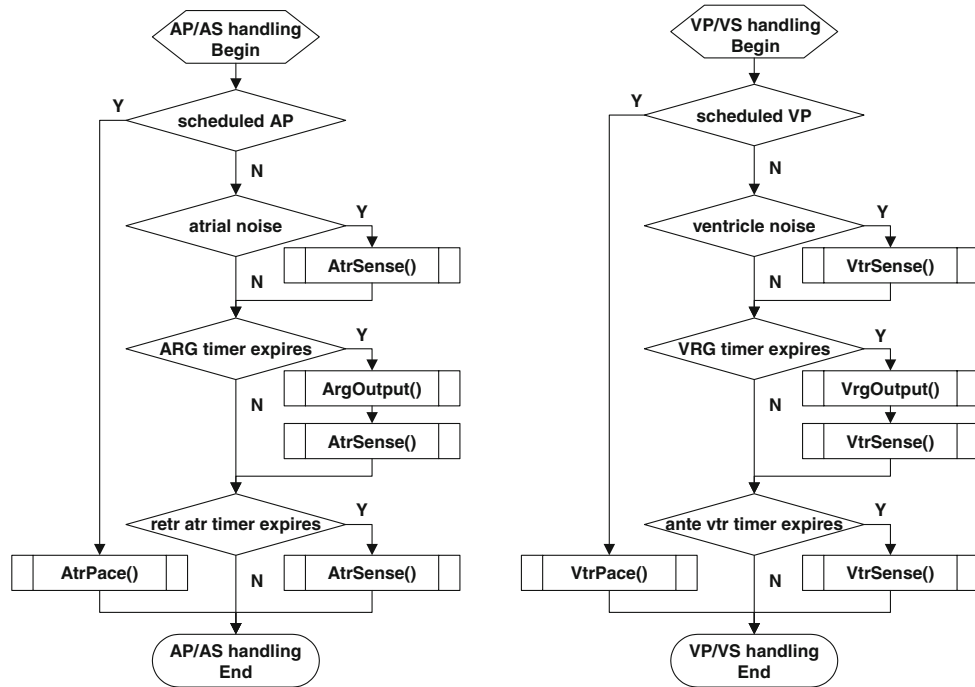 AP/AS handling
Begin
Y
scheduled AP
N
atrial noise
Y
AtrSense()
N
ARG timer expires
Y
ArgOutput()
N
AtrSense()
retr atr timer expires
Y
AtrPace()
N
AtrSense()
AP/AS handling
End
VP/VS handling
Begin
Y
scheduled VP
N
ventricle noise
Y
VtrSense()
N
VRG timer expires
Y
VrgOutput()
N
VtrSense()
ante vtr timer expires
Y
VtrPace()
N
VtrSense()
VP/VS handling
End